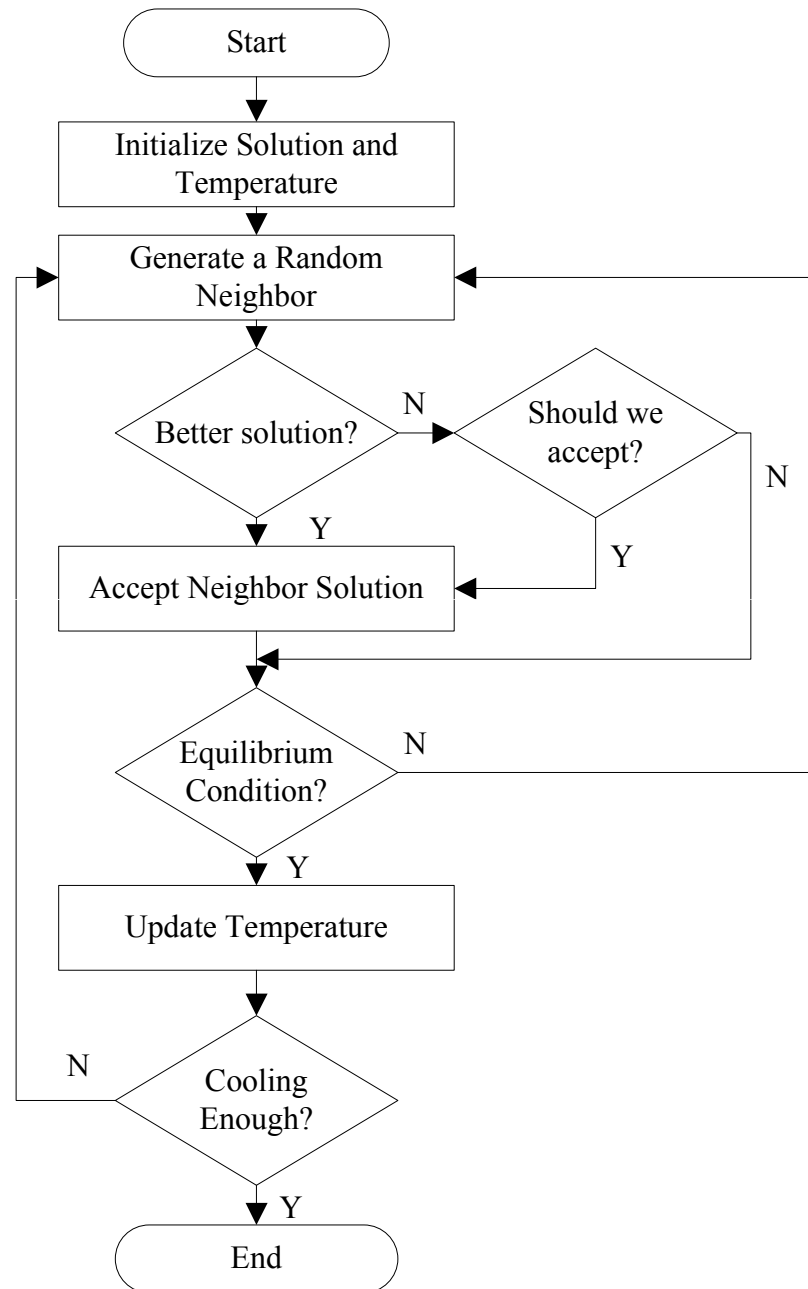 Start
Initialize Solution and
Temperature
Generate a Random
Neighbor
Better solution?
N
Should we
accept?
N
Y
Y
Accept Neighbor Solution
Equilibrium
Condition?
N
Y
Update Temperature
N
Cooling
Enough?
Y
End